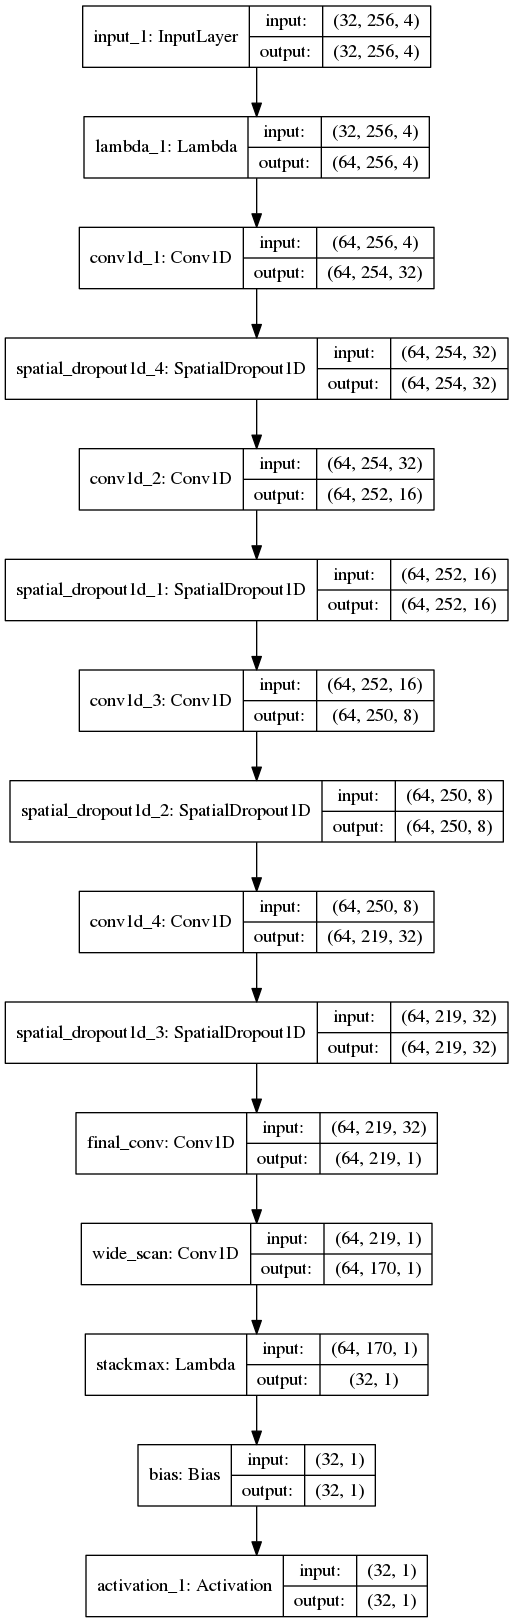 input_1: InputLayer
input:
(32, 256, 4)
output:
(32, 256, 4)
lambda_1: Lambda
input:
(32, 256, 4)
output:
(64, 256, 4)
conv1d_1: Conv1D
input:
(64, 256, 4)
output:
(64, 254, 32)
spatial_dropout1d_4: SpatialDropout1D
input:
(64, 254, 32)
output:
(64, 254, 32)
conv1d_2: Conv1D
input:
(64, 254, 32)
output:
(64, 252, 16)
spatial_dropout1d_1: SpatialDropout1D
input:
(64, 252, 16)
output:
(64, 252, 16)
conv1d_3: Conv1D
input:
(64, 252, 16)
output:
(64, 250, 8)
spatial_dropout1d_2: SpatialDropout1D
input:
(64, 250, 8)
output:
(64, 250, 8)
conv1d_4: Conv1D
input:
(64, 250, 8)
output:
(64, 219, 32)
spatial_dropout1d_3: SpatialDropout1D
input:
(64, 219, 32)
output:
(64, 219, 32)
final_conv: Conv1D
input:
(64, 219, 32)
output:
(64, 219, 1)
wide_scan: Conv1D
input:
(64, 219, 1)
output:
(64, 170, 1)
stackmax: Lambda
input:
(64, 170, 1)
output:
(32, 1)
bias: Bias
input:
(32, 1)
output:
(32, 1)
activation_1: Activation
input:
(32, 1)
output:
(32, 1)